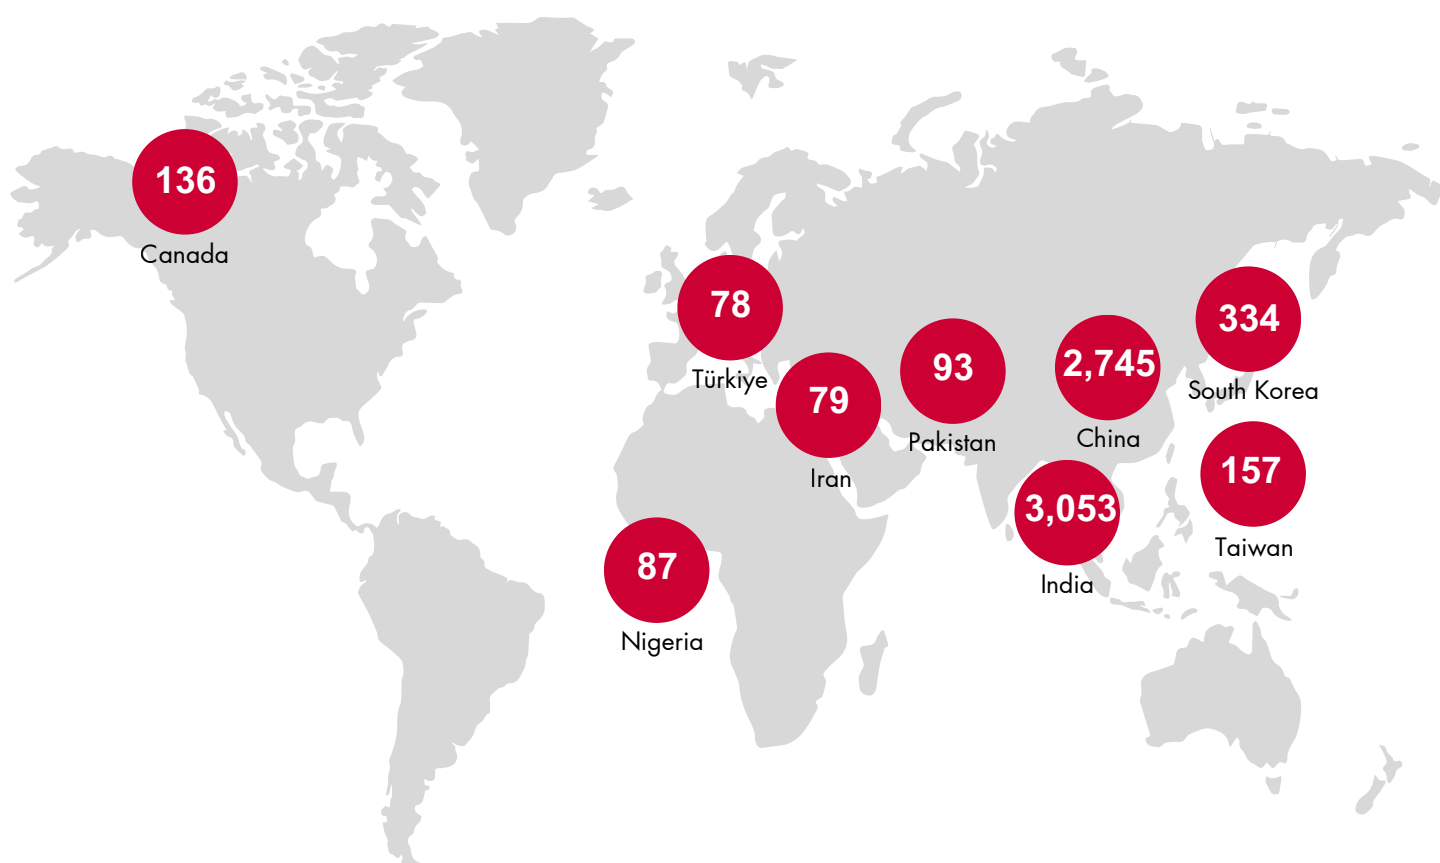 136
Canada
78
Türkiye
79
Iran
93
Pakistan
2,745
China
334
South Korea
157
Taiwan
3,053
India
87
Nigeria